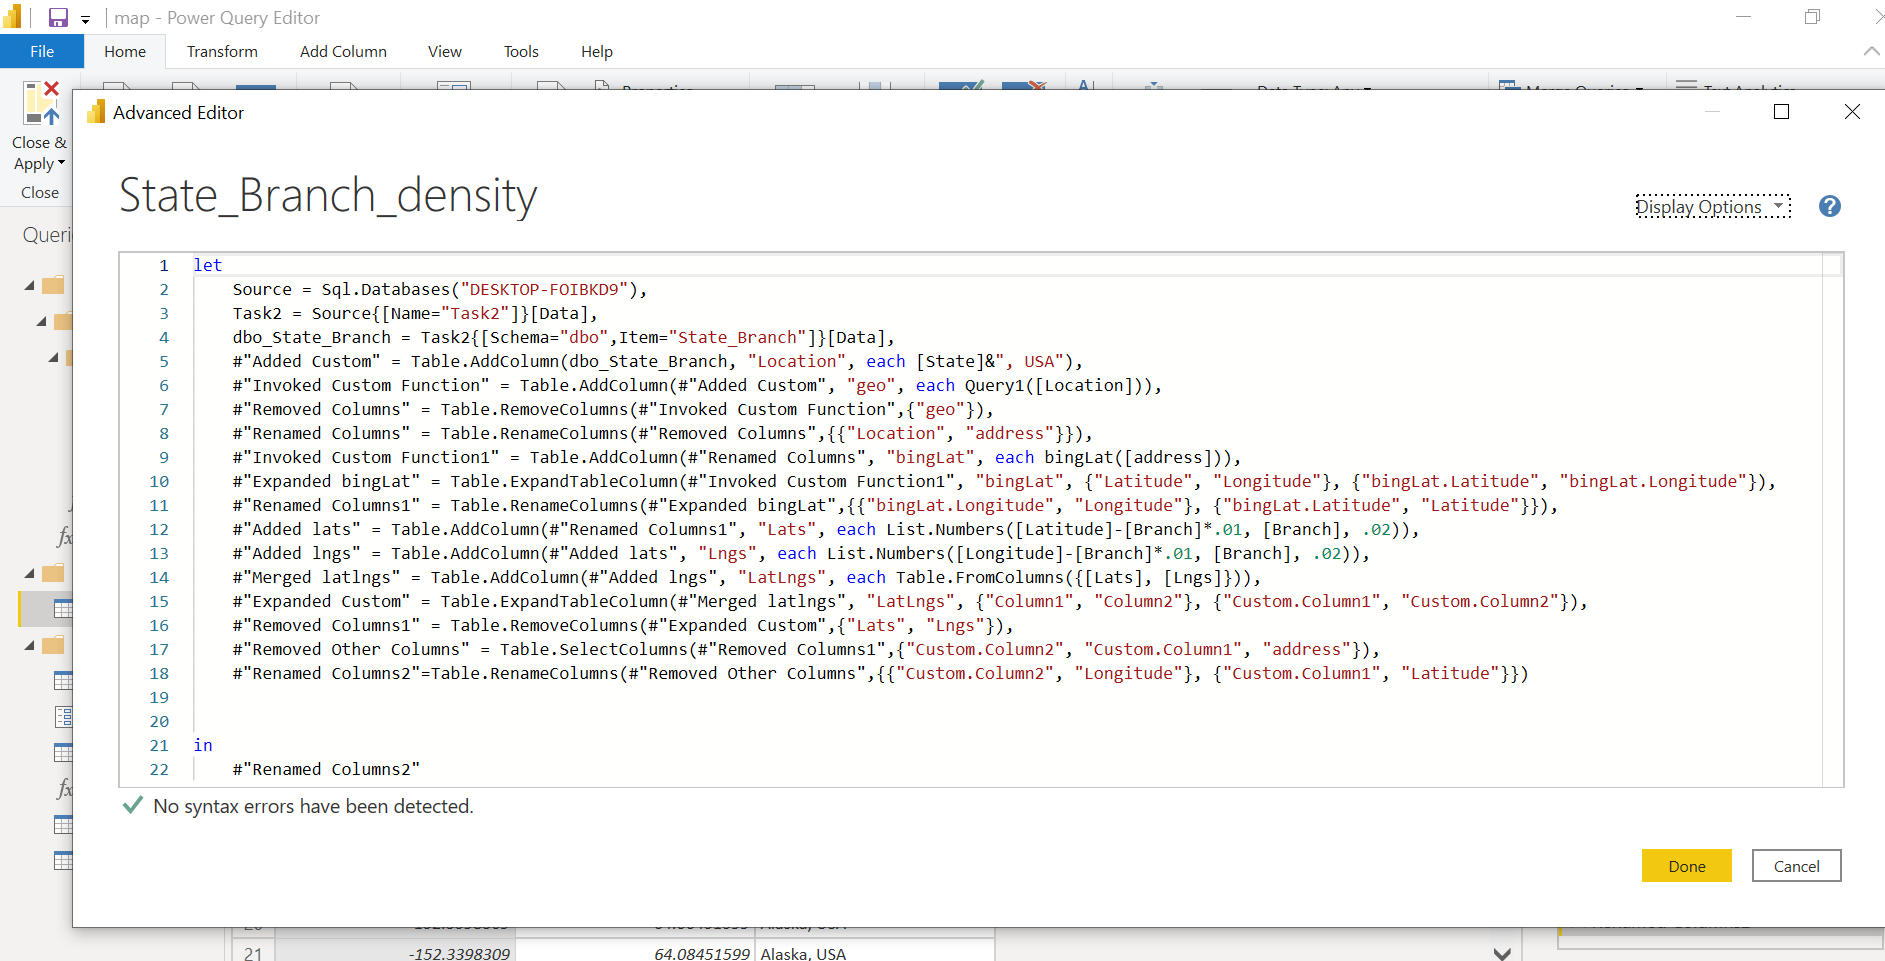 map - Power Query Editor
File Home Transform Add Column View Tools Help
Close &
Apply
Close
Queri
Advanced Editor
State_Branch_density
Display Options
?
1 let
2 Source = Sql.Databases("DESKTOP-FOIBKD9"),
3 Task2 = Source{[Name="Task2"]}[Data],
4 dbo_State_Branch = Task2{[Schema="dbo",Item="State_Branch"]}[Data],
5 #"Added Custom" = Table.AddColumn(dbo_State_Branch, "Location", each [State]&", USA"),
6 #"Invoked Custom Function" = Table.AddColumn(#"Added Custom", "geo", each Query1([Location])),
7 #"Removed Columns" = Table.RemoveColumns(#"Invoked Custom Function",{"geo"}),
8 #"Renamed Columns" = Table.RenameColumns(#"Removed Columns",{{"Location", "address"}}),
9 #"Invoked Custom Function1" = Table.AddColumn(#"Renamed Columns", "bingLat", each bingLat([address])),
10 #"Expanded bingLat" = Table.ExpandTableColumn(#"Invoked Custom Function1", "bingLat", {"Latitude", "Longitude"}, {"bingLat.Latitude", "bingLat.Longitude"}),
11 #"Renamed Columns1" = Table.RenameColumns(#"Expanded bingLat",{{"bingLat.Longitude", "Longitude"}, {"bingLat.Latitude", "Latitude"}}),
12 #"Added lats" = Table.AddColumn(#"Renamed Columns1", "Lats", each List.Numbers([Latitude]-[Branch]*.01, [Branch], .02)),
13 #"Added lngs" = Table.AddColumn(#"Added lats", "Lngs", each List.Numbers([Longitude]-[Branch]*.01, [Branch], .02)),
14 #"Merged latlngs" = Table.AddColumn(#"Added lngs", "LatLngs", each Table.FromColumns({[Lats], [Lngs]})),
15 #"Expanded Custom" = Table.ExpandTableColumn(#"Merged latlngs", "LatLngs", {"Column1", "Column2"}, {"Custom.Column1", "Custom.Column2"}),
16 #"Removed Columns1" = Table.RemoveColumns(#"Expanded Custom",{"Lats", "Lngs"}),
17 #"Removed Other Columns" = Table.SelectColumns(#"Removed Columns1",{"Custom.Column2", "Custom.Column1", "address"}),
18 #"Renamed Columns2"=Table.RenameColumns(#"Removed Other Columns",{{"Custom.Column2", "Longitude"}, {"Custom.Column1", "Latitude"}})
19
20
21 in
22 #"Renamed Columns2"
No syntax errors have been detected.
Done Cancel
21 -152.3398309 64.08451599 Alaska, USA